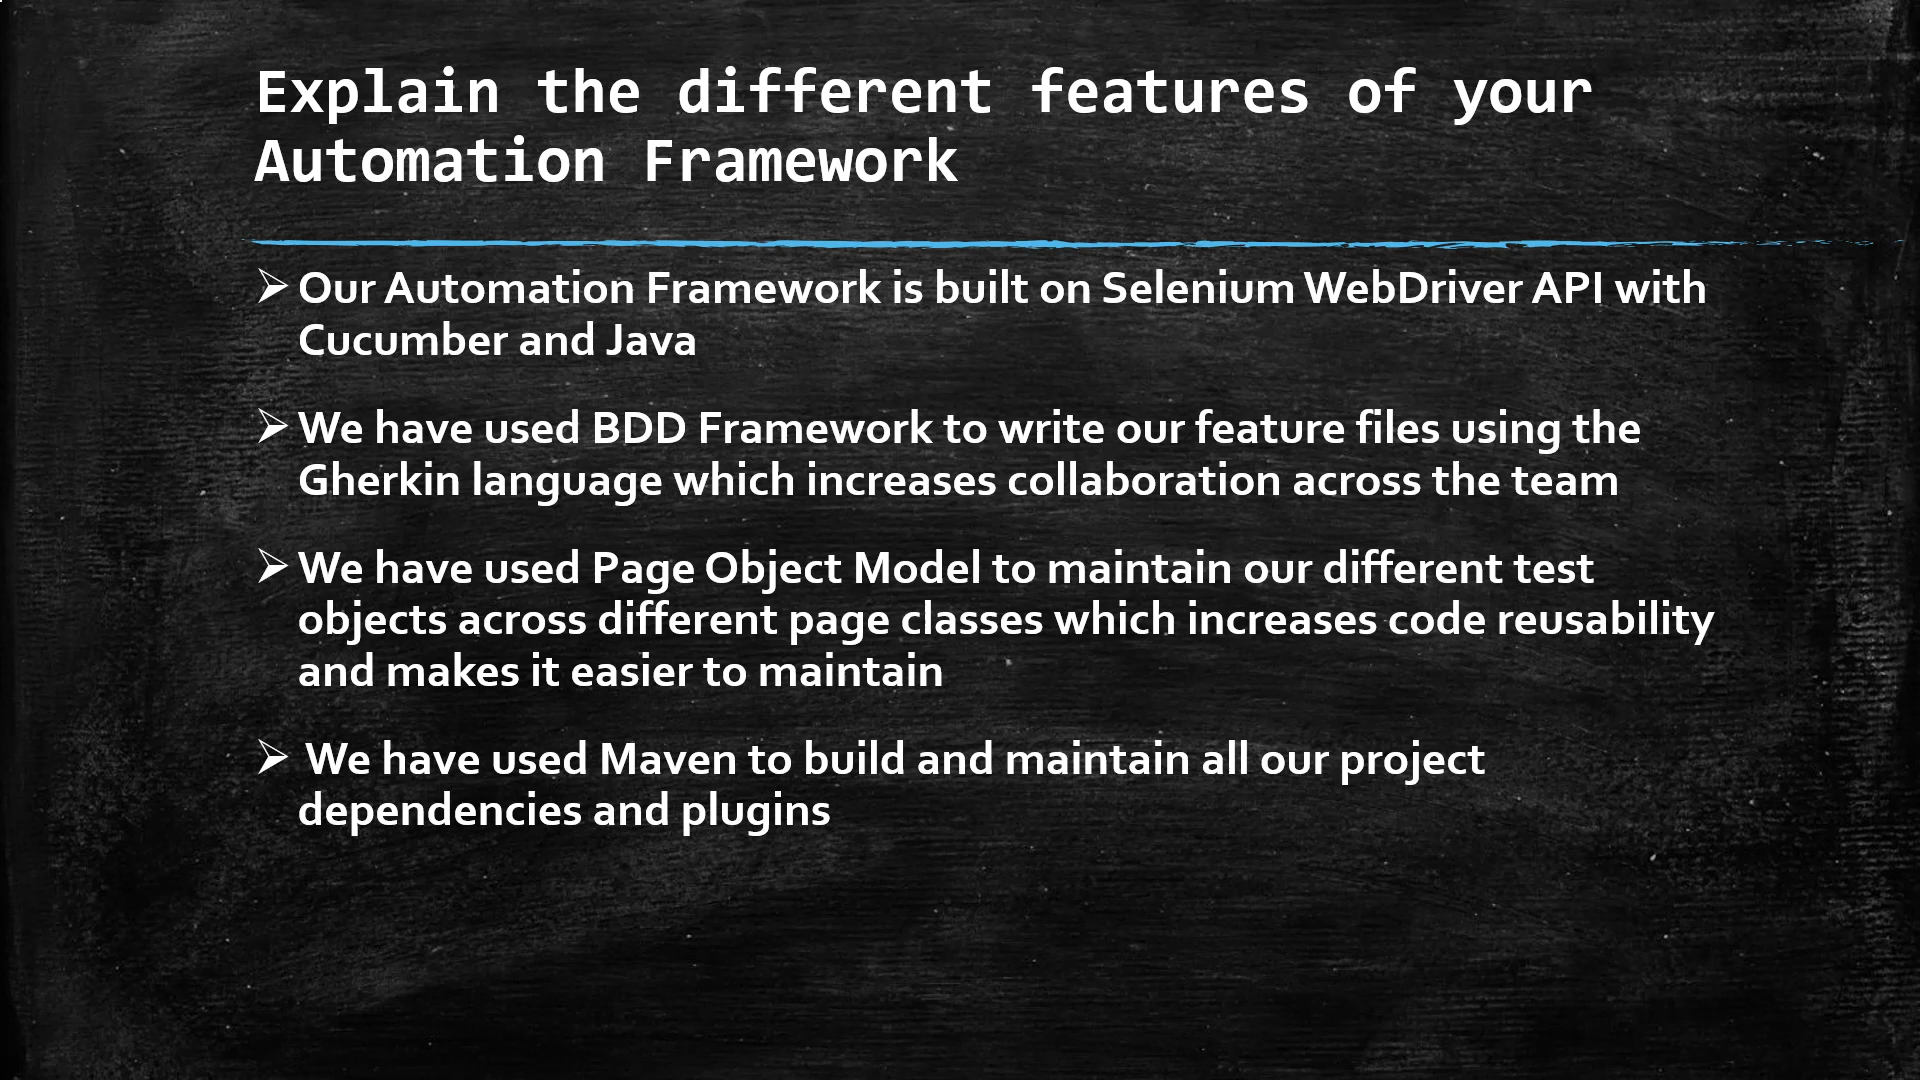 Explain the different features of your
Automation Framework
➢ Our Automation Framework is built on Selenium WebDriver API with
Cucumber and Java
➢ We have used BDD Framework to write our feature files using the
Gherkin language which increases collaboration across the team
➢ We have used Page Object Model to maintain our different test
objects across different page classes which increases code reusability
and makes it easier to maintain
➢ We have used Maven to build and maintain all our project
dependencies and plugins